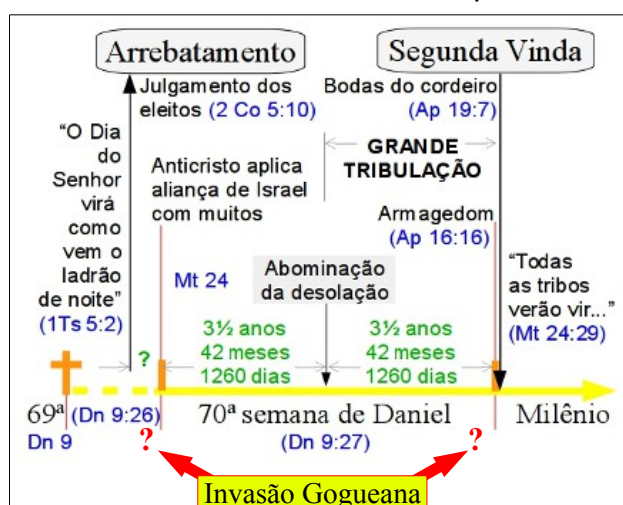 Arrebatamento
Segunda Vinda
Julgamento dos
eleitos (2 Co 5:10)
Bodas do cordeiro
(Ap 19:7)
"O Dia
do
Senhor
virá
como
vem o
ladrão
de noite"
(1Ts 5:2)
GRANDE
TRIBULAÇÃO
Anticristo aplica
aliança de Israel
com muitos
Armagedom
(Ap 16:16)
Mt 24
Abominação
da desolação
"Todas
as tribos
verão vir..."
(Mt 24:29)
?
3½ anos
42 meses
1260 dias
3½ anos
42 meses
1260 dias
69ª (Dn 9:26)
Dn 9
70ª semana de Daniel
(Dn 9:27)
Milênio
?
?
Invasão Gogueana